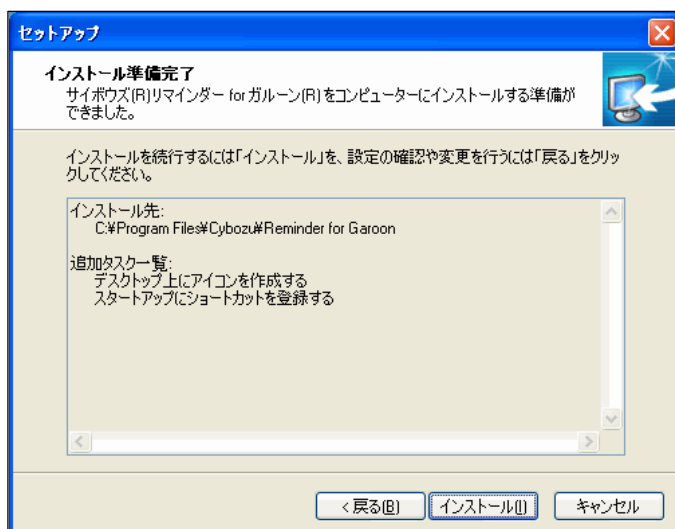 セットアップ
インストール準備完了
サイボウズ(R)リマインダー for ガルーン(R)をコンピューターにインストールする準備が
できました。
インストールを続行するには「インストール」を、設定の確認や変更を行うには「戻る」をクリッ
クしてください。
インストール先:
C:¥Program Files¥Cybozu¥Reminder for Garoon
追加タスク一覧:
デスクトップ上にアイコンを作成する
スタートアップにショートカットを登録する
< 戻る(B)
インストール(I)
キャンセル